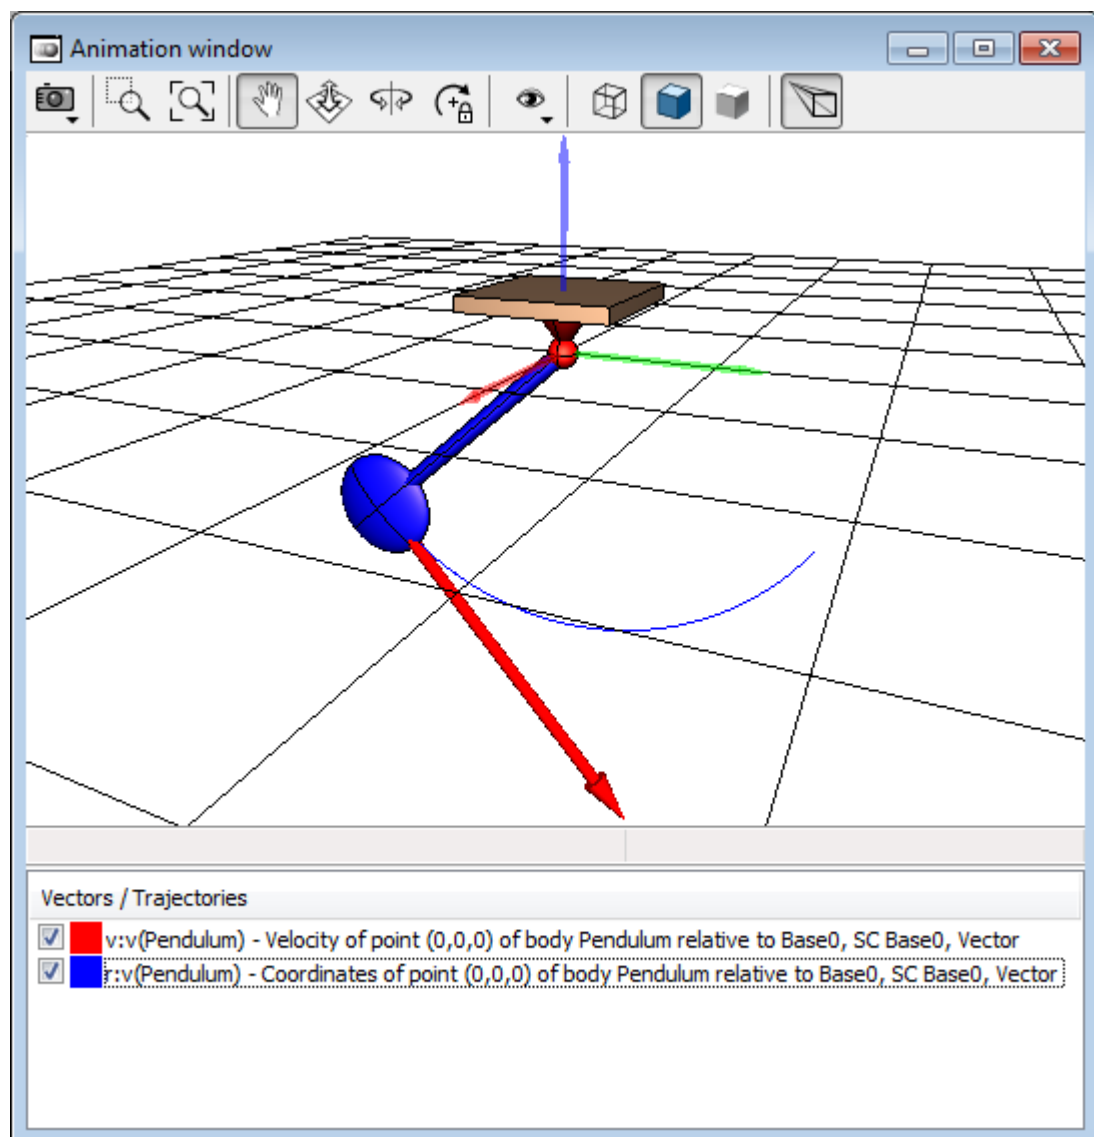 Animation window
Vectors / Trajectories
v:v(Pendulum) - Velocity of point (0,0,0) of body Pendulum relative to Base0, SC Base0, Vector
r:v(Pendulum) - Coordinates of point (0,0,0) of body Pendulum relative to Base0, SC Base0, Vector